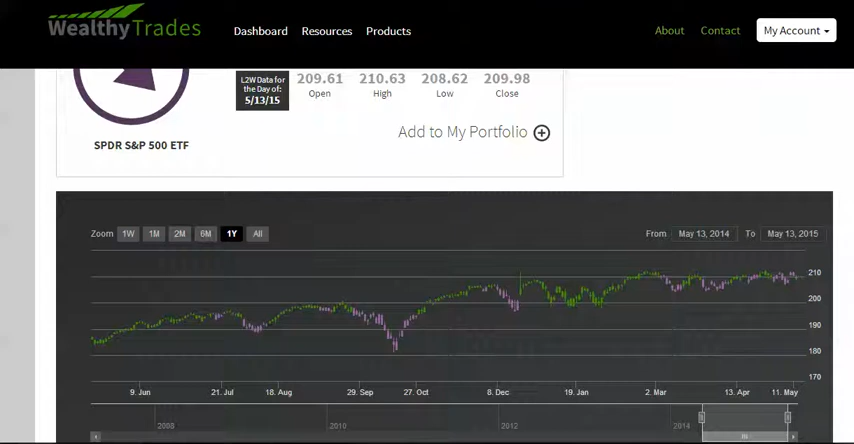 WealthyTrades
Dashboard Resources Products
About Contact My Account
L2W Data for
the Day of:
5/13/15
209.61 210.63 208.62 209.98
Open High Low Close
Add to My Portfolio
SPDR S&P 500 ETF
Zoom 1W 1M 2M 6M 1Y All
From May 13, 2014 To May 13, 2015
210
200
190
180
170
9. Jun 21. Jul 18. Aug 29. Sep 27. Oct 8. Dec 19. Jan 2. Mar 13. Apr 11. May
2008 2010 2012 2014